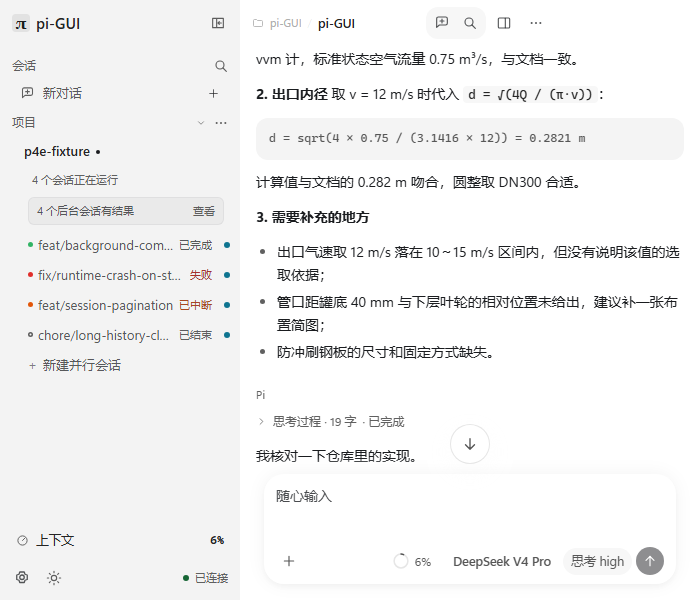 π pi-GUI
会话
新对话 +
项目
p4e-fixture •
4 个会话正在运行
4 个后台会话有结果 查看
feat/background-com... 已完成
fix/runtime-crash-on-st... 失败
feat/session-pagination 已中断
chore/long-history-cl... 已结束
+ 新建并行会话
上下文 6%
已连接
pi-GUI / pi-GUI
vvm 计，标准状态空气流量 0.75 m³/s，与文档一致。
2. 出口内径 取 v = 12 m/s 时代入 d = √(4Q / (π·v)) ：
d = sqrt(4 × 0.75 / (3.1416 × 12)) = 0.2821 m
计算值与文档的 0.282 m 吻合，圆整取 DN300 合适。
3. 需要补充的地方
• 出口气速取 12 m/s 落在 10～15 m/s 区间内，但没有说明该值的选
取依据；
• 管口距罐底 40 mm 与下层叶轮的相对位置未给出，建议补一张布
置简图；
• 防冲刷钢板的尺寸和固定方式缺失。
Pi
思考过程 · 19 字 · 已完成
我核对一下仓库里的实现。
随心输入
+ 6% DeepSeek V4 Pro 思考 high